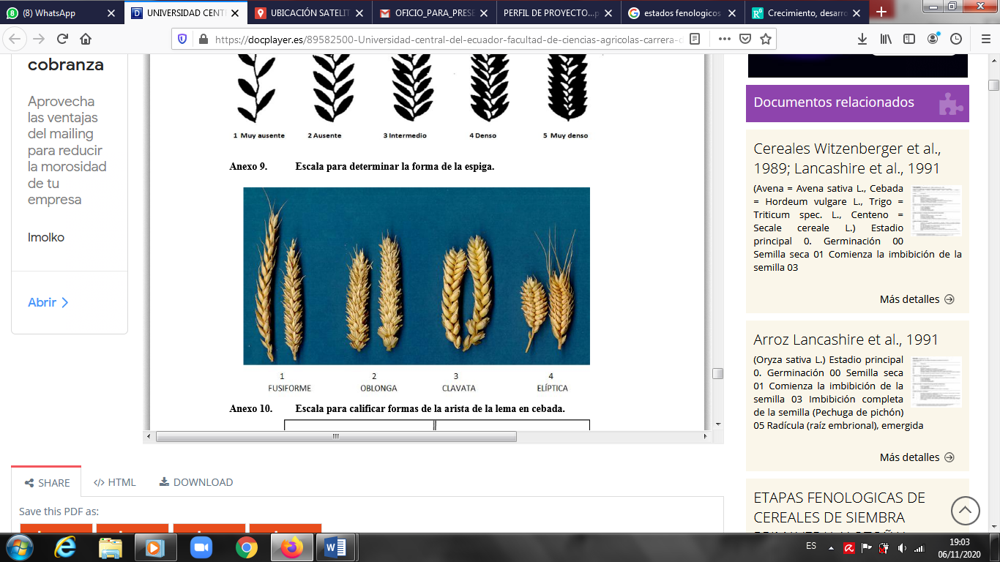 (8) WhatsApp
UNIVERSIDAD CENT
UBICACIÓN SATELIT
OFICIO_PARA_PRESE
PERFIL DE PROYECTO...p
estados fenologicos
Crecimiento, desarro
https://docplayer.es/89582500-Universidad-central-del-ecuador-facultad-de-ciencias-agricolas-carrera-d
cobranza
Aprovecha
las ventajas
del mailing
para reducir
la morosidad
de tu
empresa
Imolko
Abrir
1 Muy ausente
2 Ausente
3 Intermedio
4 Denso
5 Muy denso
Anexo 9. Escala para determinar la forma de la espiga.
1
FUSIFORME
2
OBLONGA
3
CLAVATA
4
ELÍPTICA
Anexo 10. Escala para calificar formas de la arista de la lema en cebada.
SHARE
HTML
DOWNLOAD
Save this PDF as:
Documentos relacionados
Cereales Witzenberger et al.,
1989; Lancashire et al., 1991
(Avena = Avena sativa L., Cebada
= Hordeum vulgare L., Trigo =
Triticum spec. L., Centeno =
Secale cereale L.) Estadio
principal 0. Germinación 00
Semilla seca 01 Comienza la imbibición de la
semilla 03
Más detalles
Arroz Lancashire et al., 1991
(Oryza sativa L.) Estadio principal
0. Germinación 00 Semilla seca
01 Comienza la imbibición de la
semilla 03 Imbibición completa
de la semilla (Pechuga de pichón)
05 Radícula (raíz embrional), emergida
Más detalles
ETAPAS FENOLOGICAS DE
CEREALES DE SIEMBRA
ES
19:03
06/11/2020